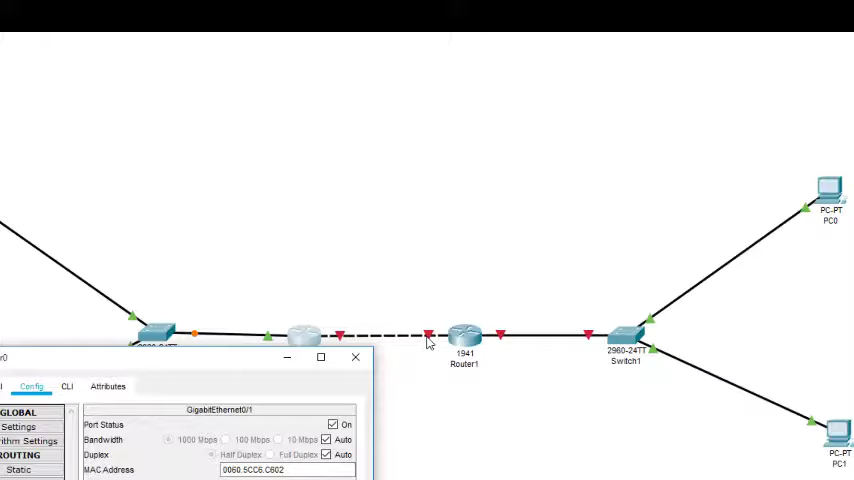 PC-PT
PC0
1941
Router1
2960-24TT
Switch1
r0
Config
CLI
Attributes
GLOBAL
Settings
ROUTING
Static
GigabitEthernet0/1
Port Status
On
Bandwidth
1000 Mbps
100 Mbps
10 Mbps
Auto
Duplex
Half Duplex
Full Duplex
Auto
MAC Address
0060.5CC6.C602
PC-PT
PC1